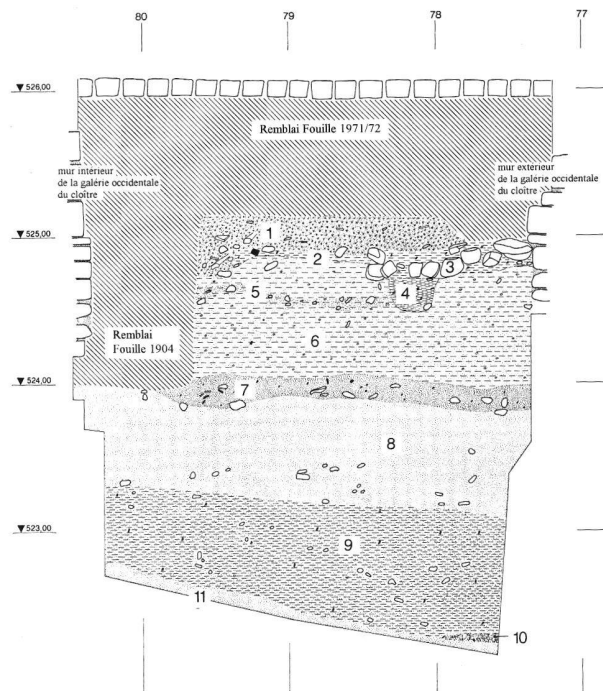 80 79 78 77
▼ 526,00
Remblai Fouille 1971/72
mur intérieur
de la galérie occidentale
du cloître
mur extérieur
de la galérie occidentale
du cloître
▼ 525,00
1
2
3
4
5
6
Remblai
Fouille 1904
▼ 524,00
7
8
▼ 523,00
9
11
10